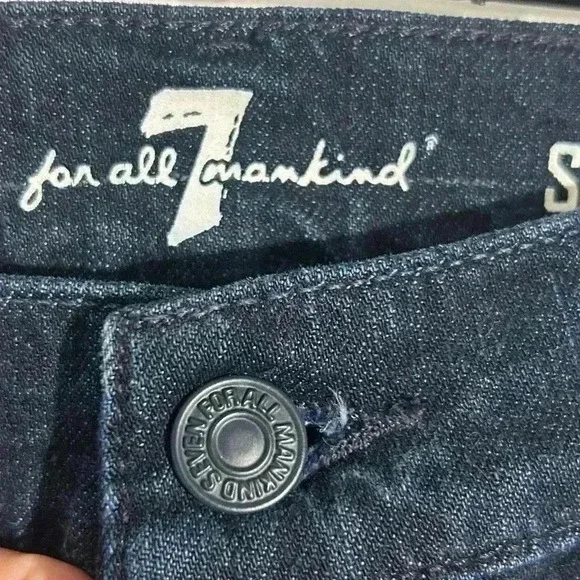 7
for all mankind®
S
SEVEN FOR ALL MANKIND